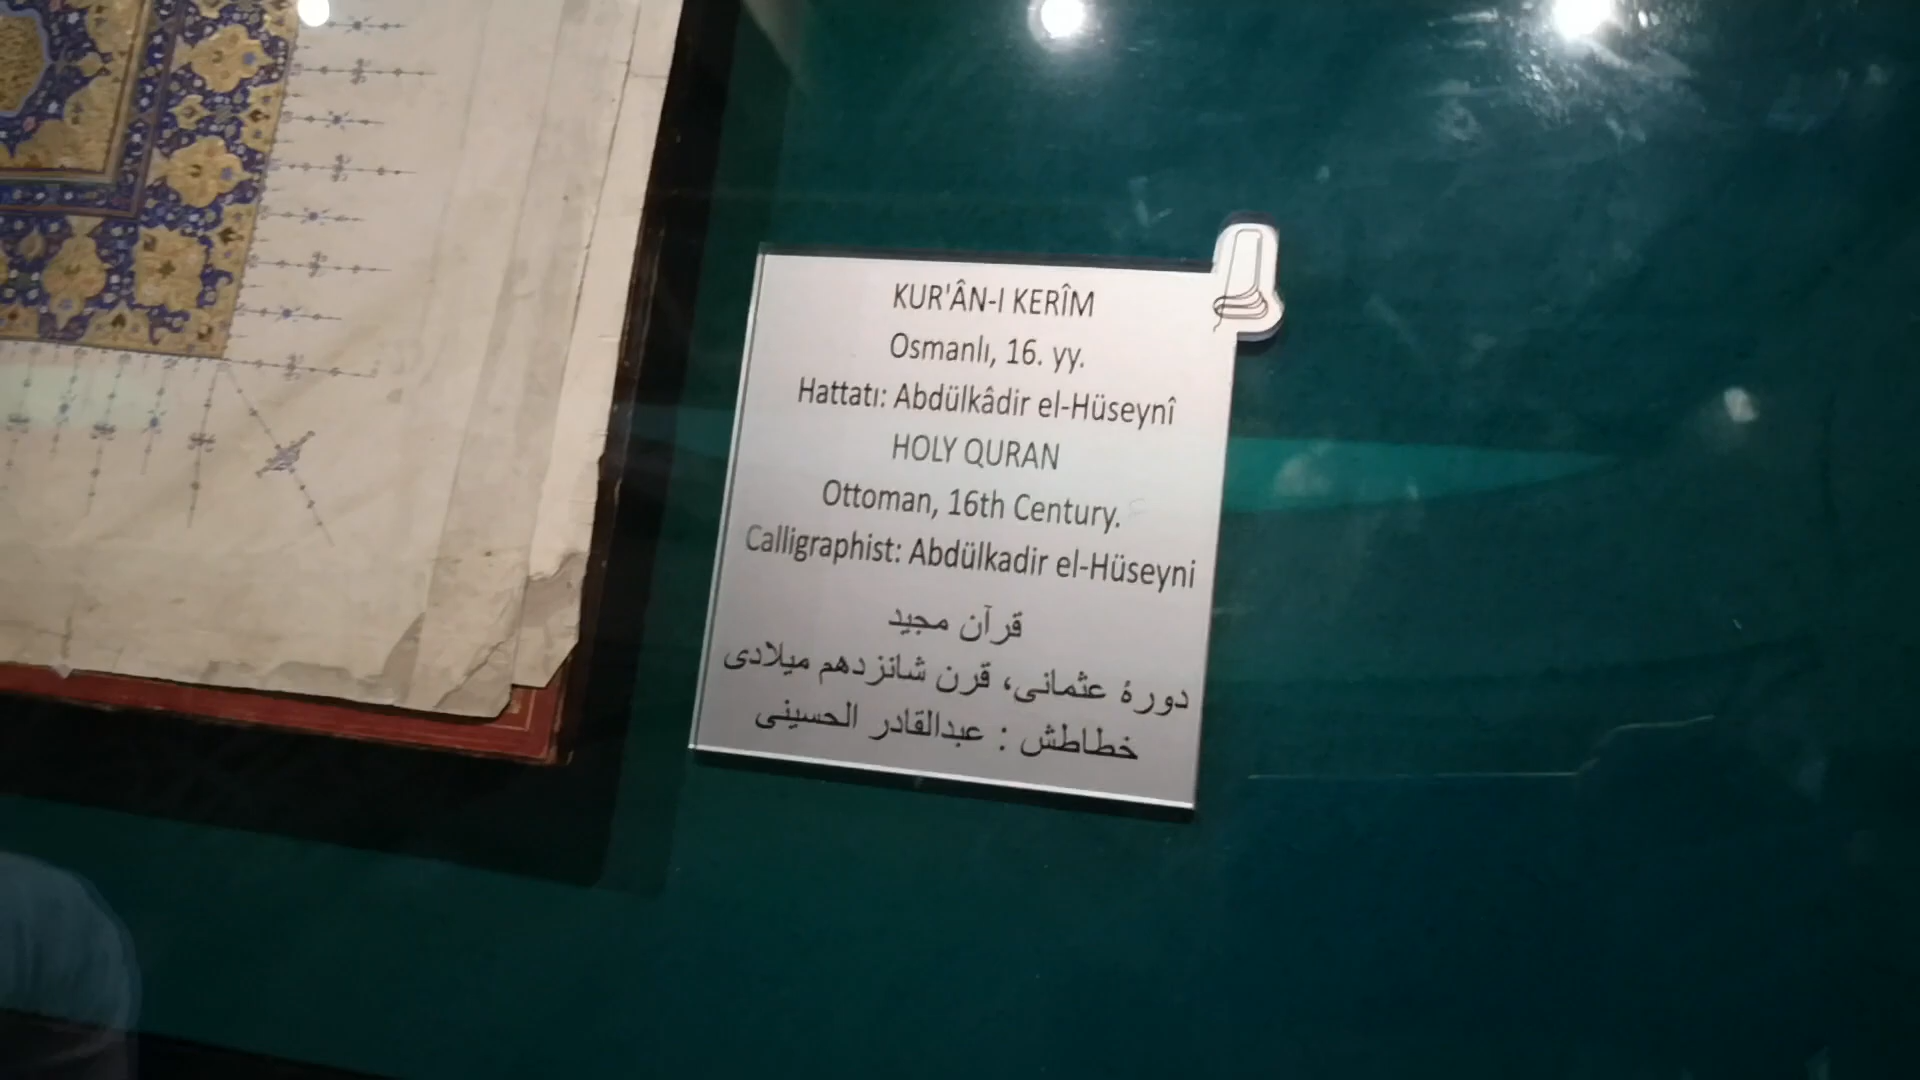 KUR'ÂN-I KERÎM
Osmanlı, 16. yy.
Hattatı: Abdülkâdir el-Hüseynî
HOLY QURAN
Ottoman, 16th Century.
Calligraphist: Abdülkadir el-Hüseyni
قرآن مجید
دورۀ عثمانی، قرن شانزدهم میلادی
خطاطش : عبدالقادر الحسینی